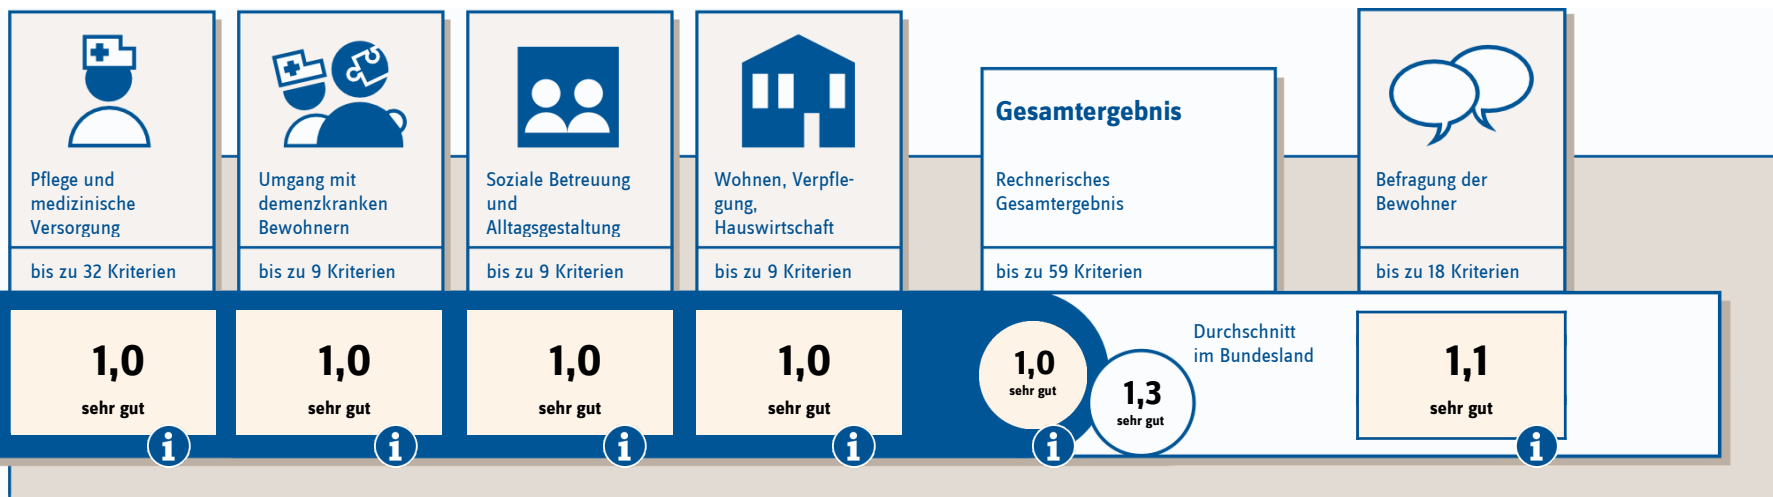 Pflege und
medizinische
Versorgung
bis zu 32 Kriterien
1,0
sehr gut
i
Umgang mit
demenzkranken
Bewohnern
bis zu 9 Kriterien
1,0
sehr gut
i
Soziale Betreuung
und
Alltagsgestaltung
bis zu 9 Kriterien
1,0
sehr gut
i
Wohnen, Verpfle-
gung,
Hauswirtschaft
bis zu 9 Kriterien
1,0
sehr gut
i
Gesamtergebnis
Rechnerisches
Gesamtergebnis
bis zu 59 Kriterien
1,0
sehr gut
i
1,3
sehr gut
Durchschnitt
im Bundesland
Befragung der
Bewohner
bis zu 18 Kriterien
1,1
sehr gut
i